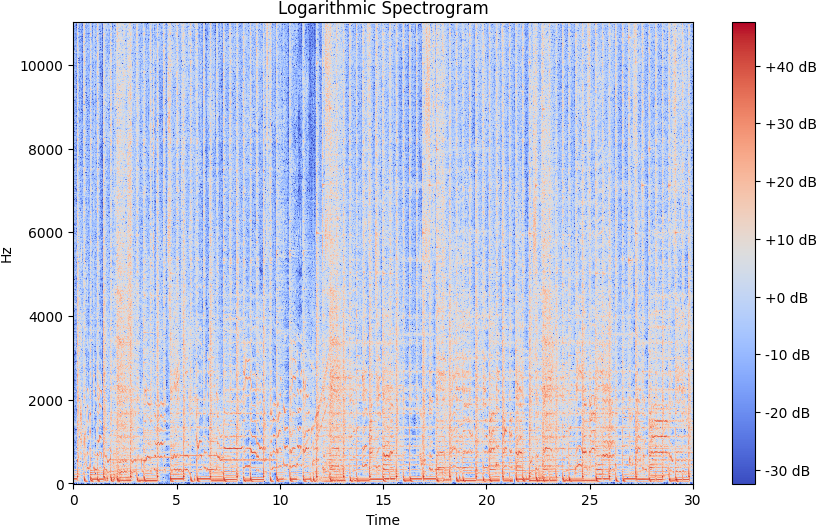 Logarithmic Spectrogram
Hz
10000
8000
6000
4000
2000
0
0 5 10 15 20 25 30
Time
+40 dB
+30 dB
+20 dB
+10 dB
+0 dB
-10 dB
-20 dB
-30 dB